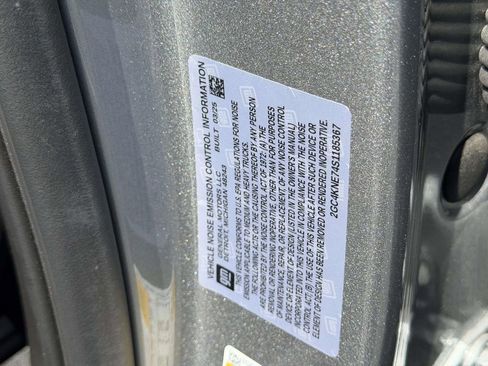 VEHICLE NOISE EMISSION CONTROL INFORMATION
GM
GENERAL MOTORS LLC
DETROIT, MICHIGAN 48243
BUILT 03/25
THIS VEHICLE CONFORMS TO U.S. EPA REGULATIONS FOR NOISE
EMISSION APPLICABLE TO MEDIUM AND HEAVY TRUCKS.
THE FOLLOWING ACTS OR THE CAUSING THEREOF BY ANY PERSON
ARE PROHIBITED BY THE NOISE CONTROL ACT OF 1972. (A) THE
REMOVAL OR RENDERING INOPERATIVE, OTHER THAN FOR PURPOSES
OF MAINTENANCE, REPAIR, OR REPLACEMENT, OF ANY NOISE CONTROL
DEVICE OR ELEMENT OF DESIGN (LISTED IN THE OWNER'S MANUAL)
INCORPORATED INTO THIS VEHICLE IN COMPLIANCE WITH THE NOISE
CONTROL ACT; (B) THE USE OF THIS VEHICLE AFTER SUCH DEVICE OR
ELEMENT OF DESIGN HAS BEEN REMOVED OR RENDERED INOPERATIVE.
2GC4KNE74S1185367